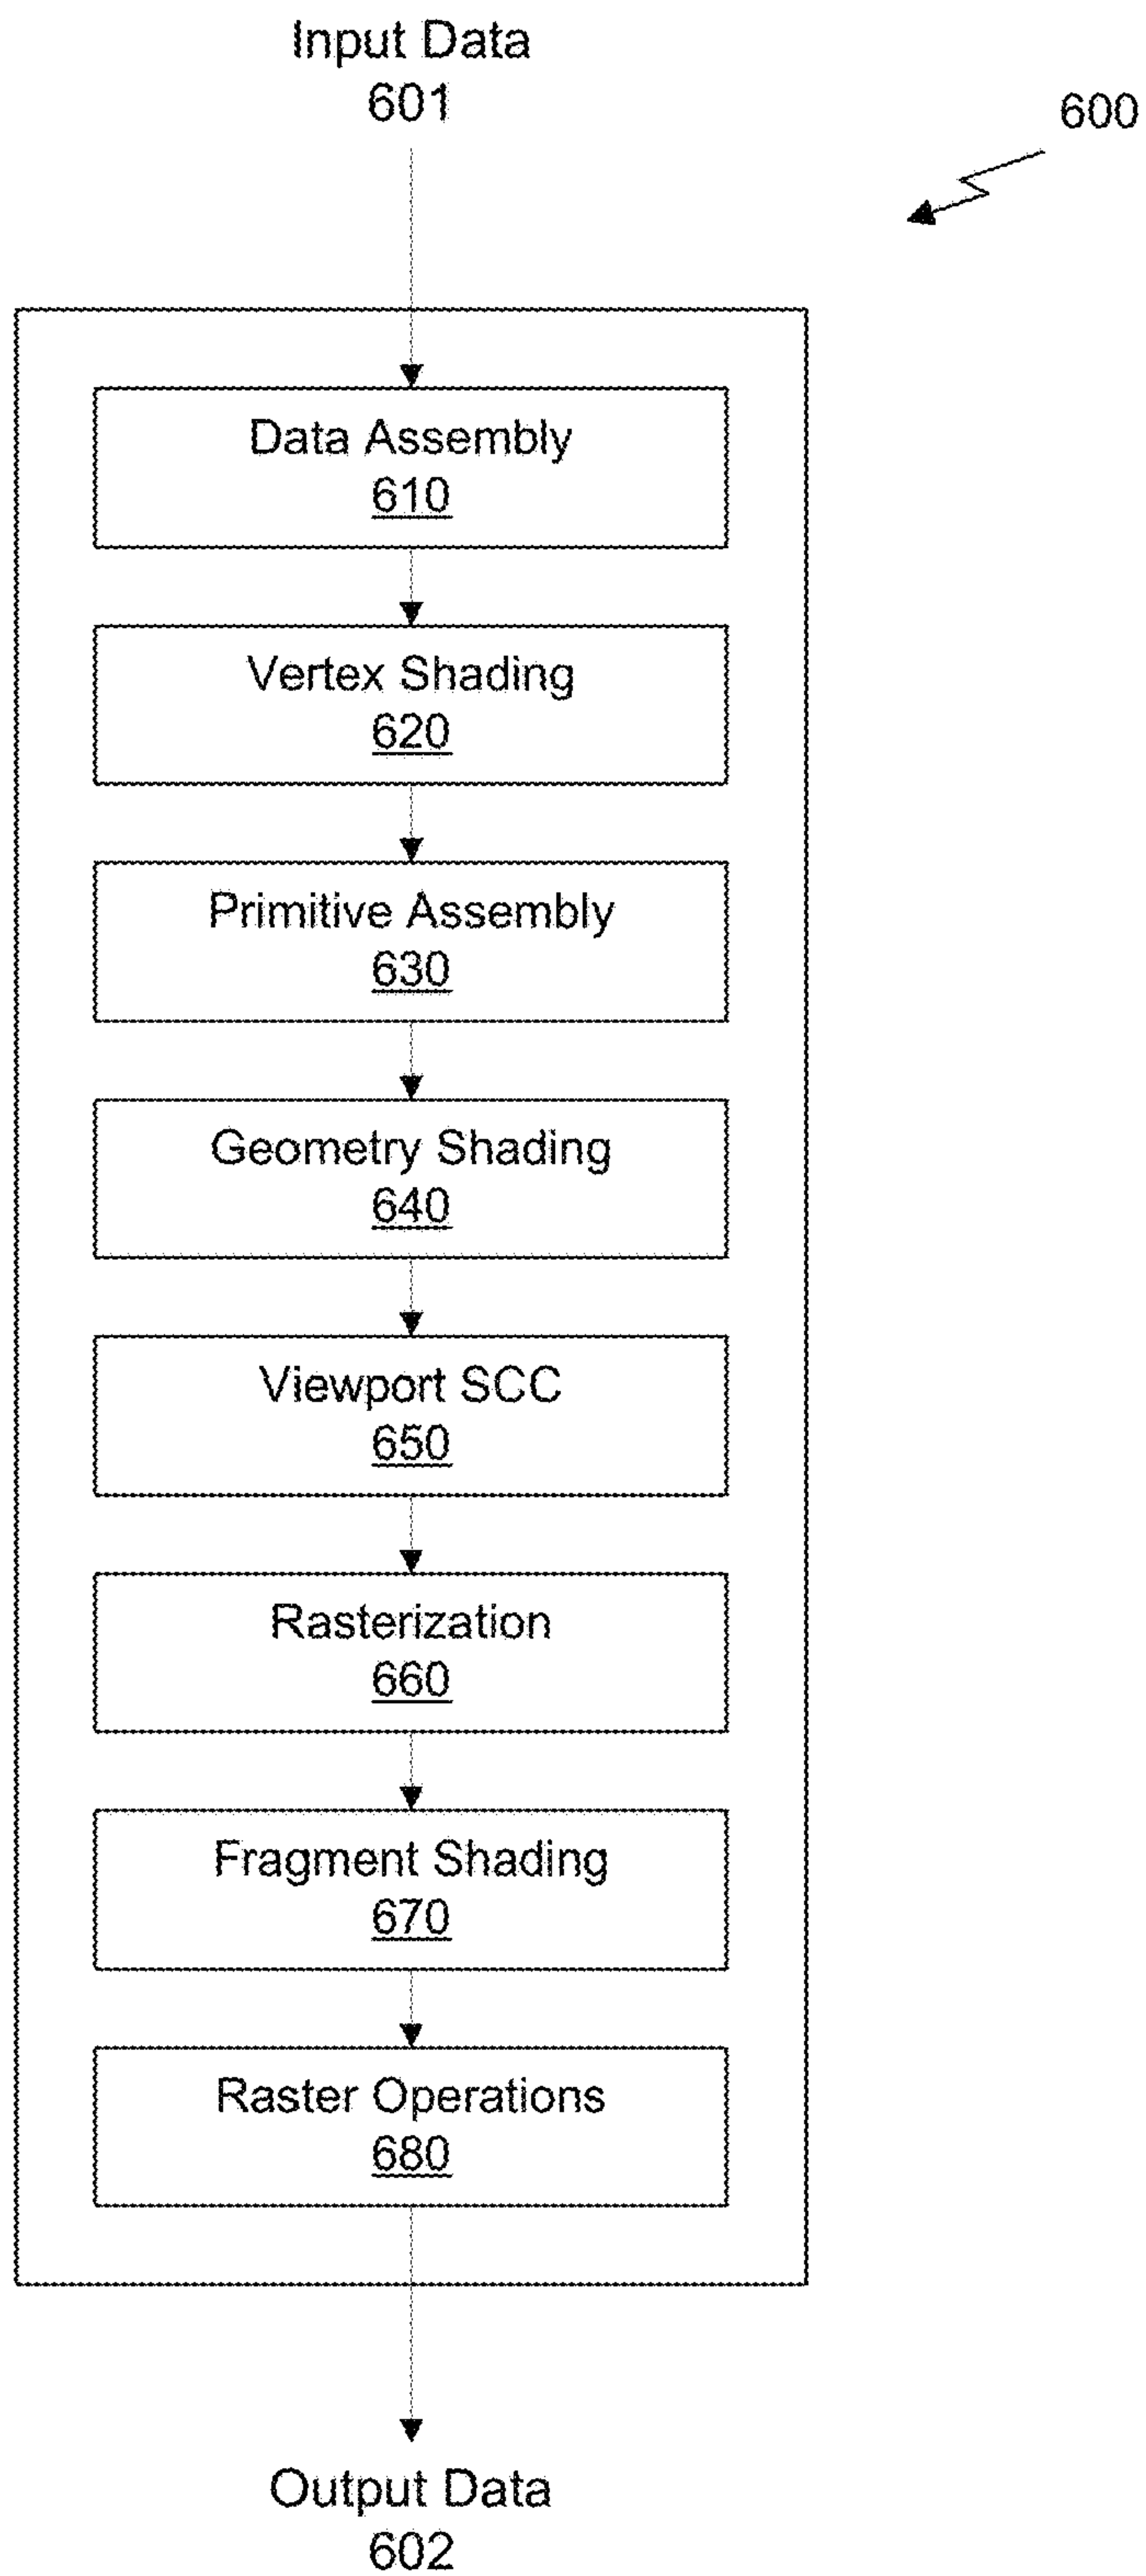 Input Data
601
600
Data Assembly
610
Vertex Shading
620
Primitive Assembly
630
Geometry Shading
640
Viewport SCC
650
Rasterization
660
Fragment Shading
670
Raster Operations
680
Output Data
602